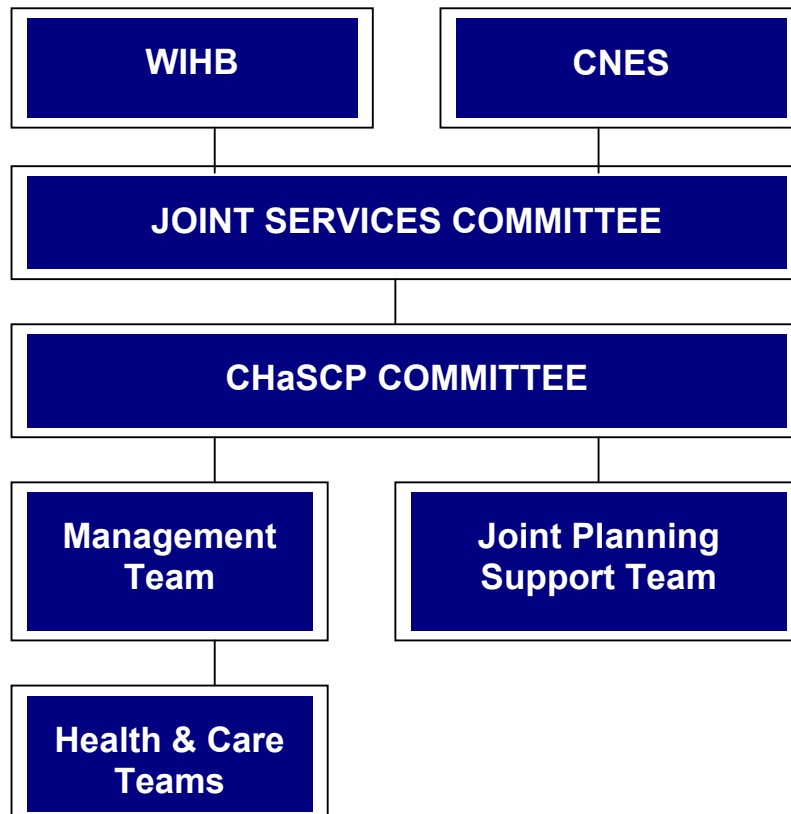 WIHB
CNES
JOINT SERVICES COMMITTEE
CHaSCP COMMITTEE
Management
Team
Joint Planning
Support Team
Health & Care
Teams